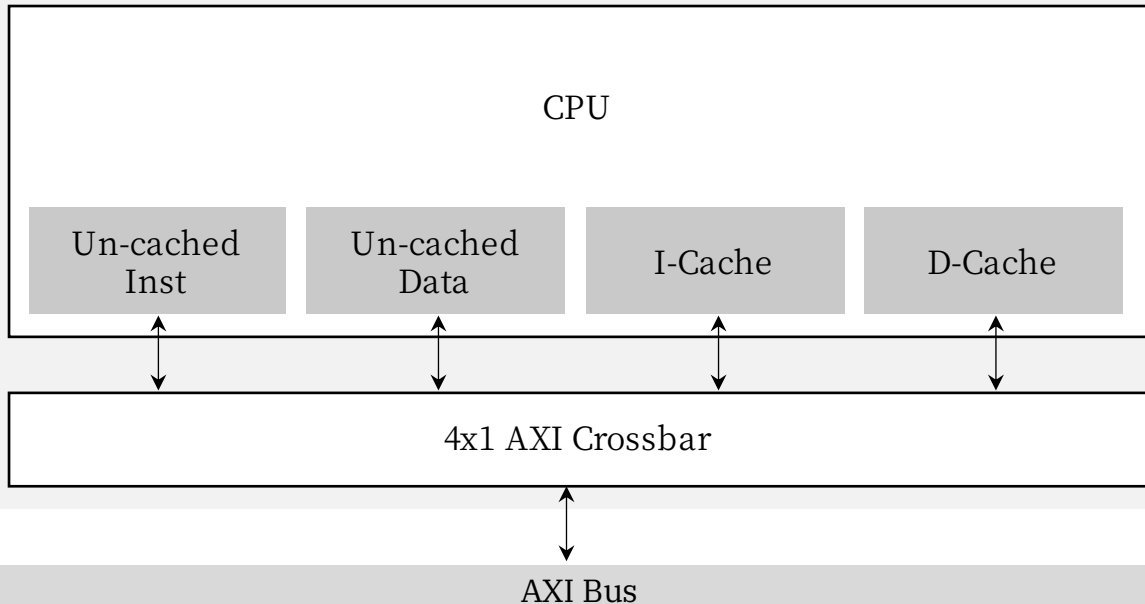 CPU
Un-cached
Inst
Un-cached
Data
I-Cache
D-Cache
4x1 AXI Crossbar
AXI Bus